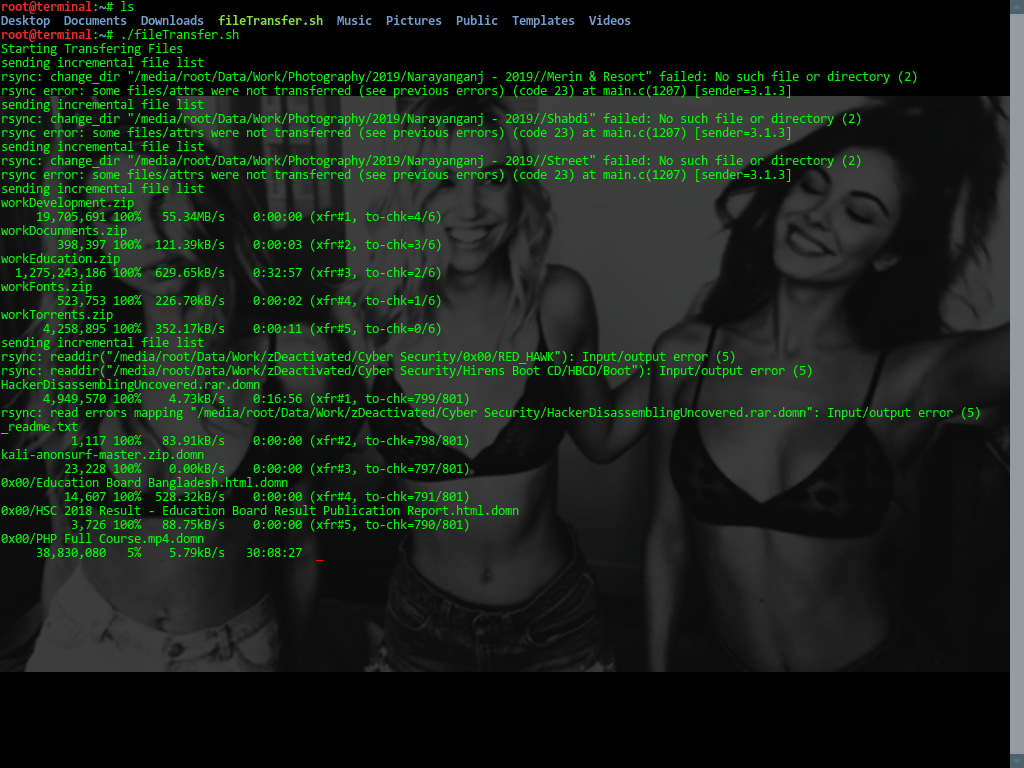 root@terminal:~# ls
Desktop  Documents  Downloads  fileTransfer.sh  Music  Pictures  Public  Templates  Videos
root@terminal:~# ./fileTransfer.sh
Starting Transfering Files
sending incremental file list
rsync: change_dir "/media/root/Data/Work/Photography/2019/Narayanganj - 2019//Merin & Resort" failed: No such file or directory (2)
rsync error: some files/attrs were not transferred (see previous errors) (code 23) at main.c(1207) [sender=3.1.3]
sending incremental file list
rsync: change_dir "/media/root/Data/Work/Photography/2019/Narayanganj - 2019//Shabdi" failed: No such file or directory (2)
rsync error: some files/attrs were not transferred (see previous errors) (code 23) at main.c(1207) [sender=3.1.3]
sending incremental file list
rsync: change_dir "/media/root/Data/Work/Photography/2019/Narayanganj - 2019//Street" failed: No such file or directory (2)
rsync error: some files/attrs were not transferred (see previous errors) (code 23) at main.c(1207) [sender=3.1.3]
sending incremental file list
workDevelopment.zip
     19,705,691 100%   55.34MB/s    0:00:00 (xfr#1, to-chk=4/6)
workDocunments.zip
        398,397 100%  121.39kB/s    0:00:03 (xfr#2, to-chk=3/6)
workEducation.zip
  1,275,243,186 100%  629.65kB/s    0:32:57 (xfr#3, to-chk=2/6)
workFonts.zip
        523,753 100%  226.70kB/s    0:00:02 (xfr#4, to-chk=1/6)
workTorrents.zip
      4,258,895 100%  352.17kB/s    0:00:11 (xfr#5, to-chk=0/6)
sending incremental file list
rsync: readdir("/media/root/Data/Work/zDeactivated/Cyber Security/0x00/RED_HAWK"): Input/output error (5)
rsync: readdir("/media/root/Data/Work/zDeactivated/Cyber Security/Hirens Boot CD/HBCD/Boot"): Input/output error (5)
HackerDisassemblingUncovered.rar.domn
      4,949,570 100%    4.73kB/s    0:16:56 (xfr#1, to-chk=799/801)
rsync: read errors mapping "/media/root/Data/Work/zDeactivated/Cyber Security/HackerDisassemblingUncovered.rar.domn": Input/output error (5)
_readme.txt
          1,117 100%   83.91kB/s    0:00:00 (xfr#2, to-chk=798/801)
kali-anonsurf-master.zip.domn
         23,228 100%    0.00kB/s    0:00:00 (xfr#3, to-chk=797/801)
0x00/Education Board Bangladesh.html.domn
         14,607 100%  528.32kB/s    0:00:00 (xfr#4, to-chk=791/801)
0x00/HSC 2018 Result - Education Board Result Publication Report.html.domn
          3,726 100%   88.75kB/s    0:00:00 (xfr#5, to-chk=790/801)
0x00/PHP Full Course.mp4.domn
     38,830,080   5%    5.79kB/s   30:08:27  _